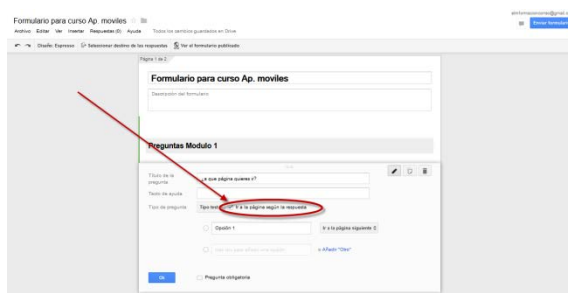 Formulario para curso Ap. moviles
Enviar formulario
Archivo Editar Ver Insertar Respuestas (0) Ayuda Todos los cambios guardados en Drive
Diseño: Expreso Seleccionar destino de las respuestas Ver el formulario publicado
Página 1 de 2
Formulario para curso Ap. moviles
Descripción del formulario
Preguntas Modulo 1
Título de la pregunta
¿a que página quieres ir?
Texto de ayuda
Tipo de pregunta
Tipo test
Ir a la página según la respuesta
Opción 1
Ir a la página siguiente
o Añadir "Otro"
Ok
Pregunta obligatoria